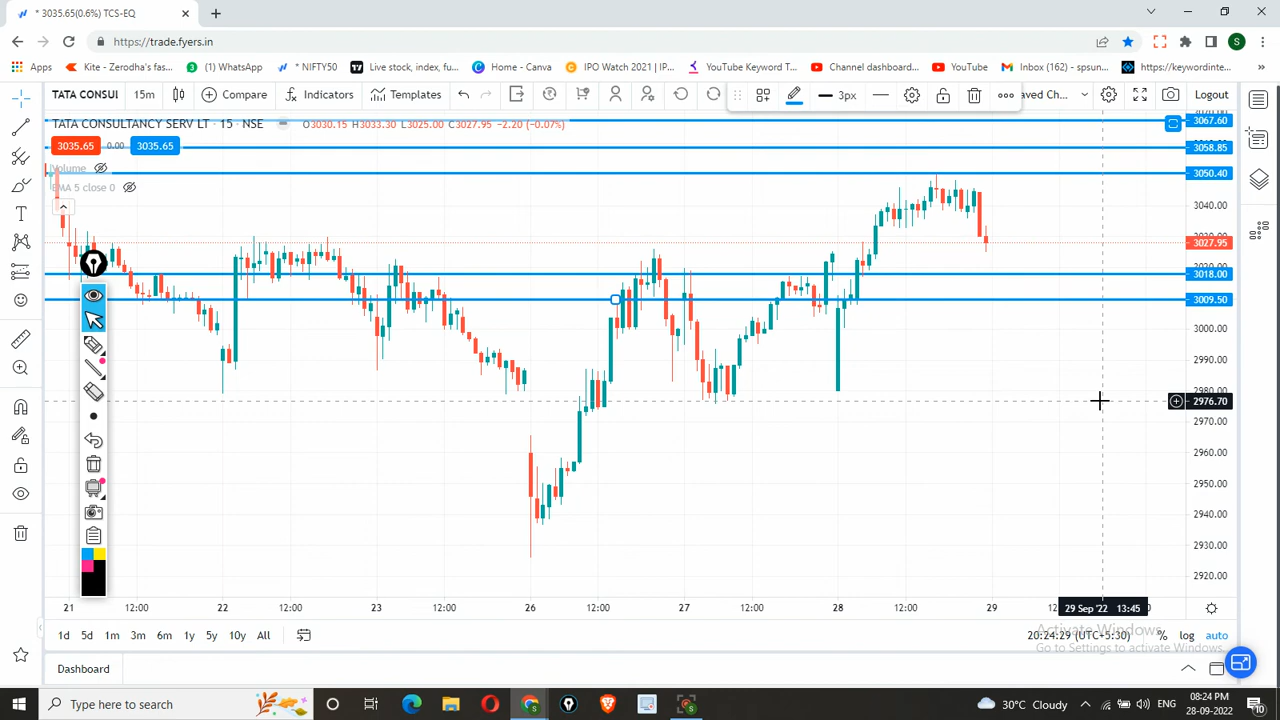 * 3035.65(0.6%) TCS-EQ
https://trade.fyers.in
S
Apps
Kite - Zerodha's fas...
(1) WhatsApp
* NIFTY50
Live stock, index, fu...
Home - Canva
IPO Watch 2021 | IP...
YouTube Keyword T...
Channel dashboard...
YouTube
Inbox (162) - spsun...
https://keywordinte...
»
TATA CONSUI
15m
Compare
Indicators
Templates
3px
aved Ch...
Logout
TATA CONSULTANCY SERV LT · 15 · NSE
O3030.15 H3033.30 L3025.00 C3027.95 −2.20 (−0.07%)
3035.65 0.00 3035.65
Volume
EMA 5 close 0
3067.60
3058.85
3050.40
3040.00
3027.95
3018.00
3009.50
3000.00
2990.00
2980.00
2976.70
2970.00
2960.00
2950.00
2940.00
2930.00
2920.00
21 12:00 22 12:00 23 12:00 26 12:00 27 12:00 28 12:00 29
29 Sep '22 13:45
1d 5d 1m 3m 6m 1y 5y 10y All
20:24:29 (UTC+5:30) % log auto
Activate Windows
Go to Settings to activate Windows.
Dashboard
Type here to search
30°C Cloudy
ENG
08:24 PM
28-09-2022
10